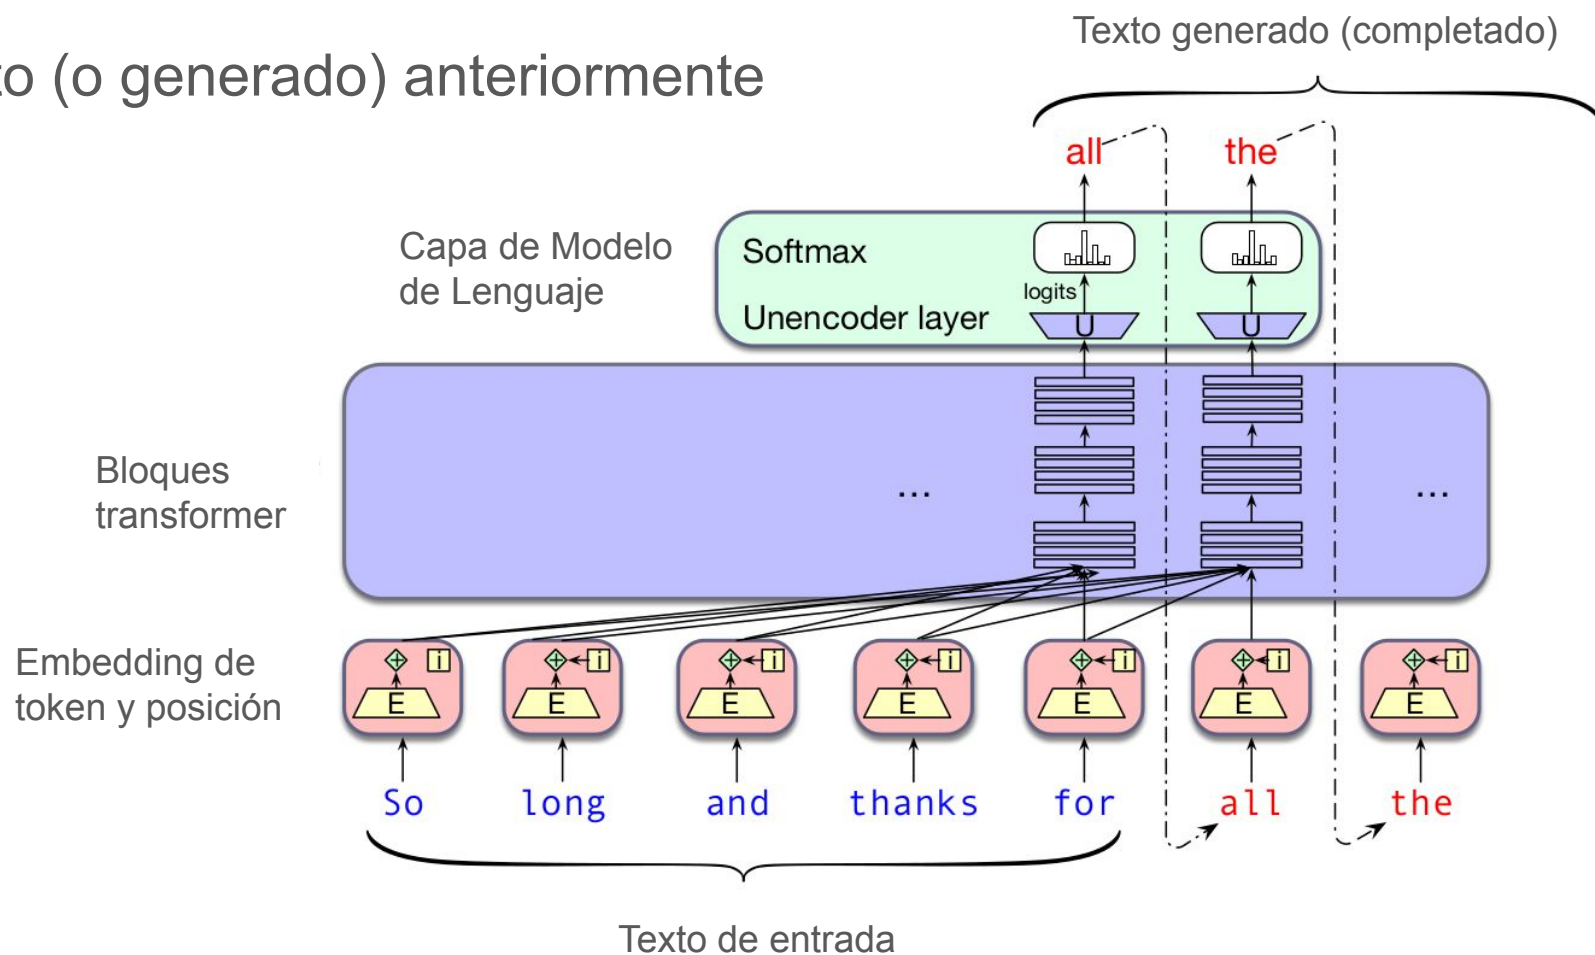 Texto generado (completado)
to (o generado) anteriormente
all the
Capa de Modelo
de Lenguaje
Softmax
logits
Unencoder layer
U U
Bloques
transformer
... ...
Embedding de
token y posición
i i i i i i i
E E E E E E E
So long and thanks for all the
Texto de entrada